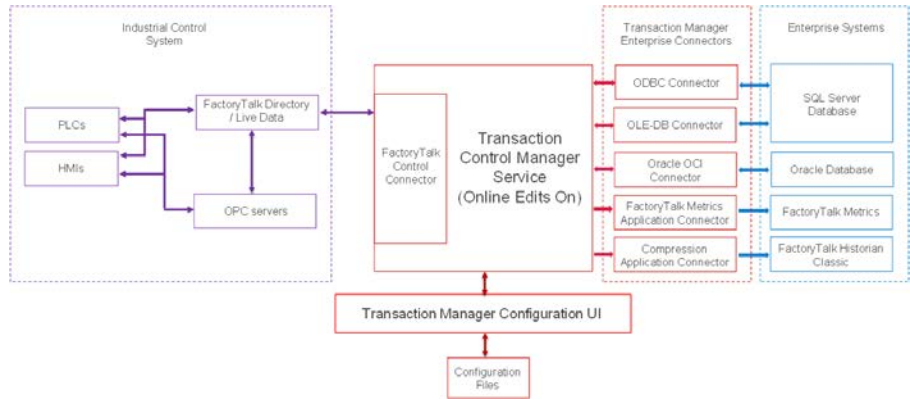 Industrial Control
System
Transaction Manager
Enterprise Connectors
Enterprise Systems
PLCs
HMIs
FactoryTalk Directory
/ Live Data
OPC servers
FactoryTalk
Control
Connector
Transaction
Control Manager
Service
(Online Edits On)
ODBC Connector
OLE-DB Connector
Oracle OCI
Connector
FactoryTalk Metrics
Application Connector
Compression
Application Connector
SQL Server
Database
Oracle Database
FactoryTalk Metrics
FactoryTalk Historian
Classic
Transaction Manager Configuration UI
Configuration
Files